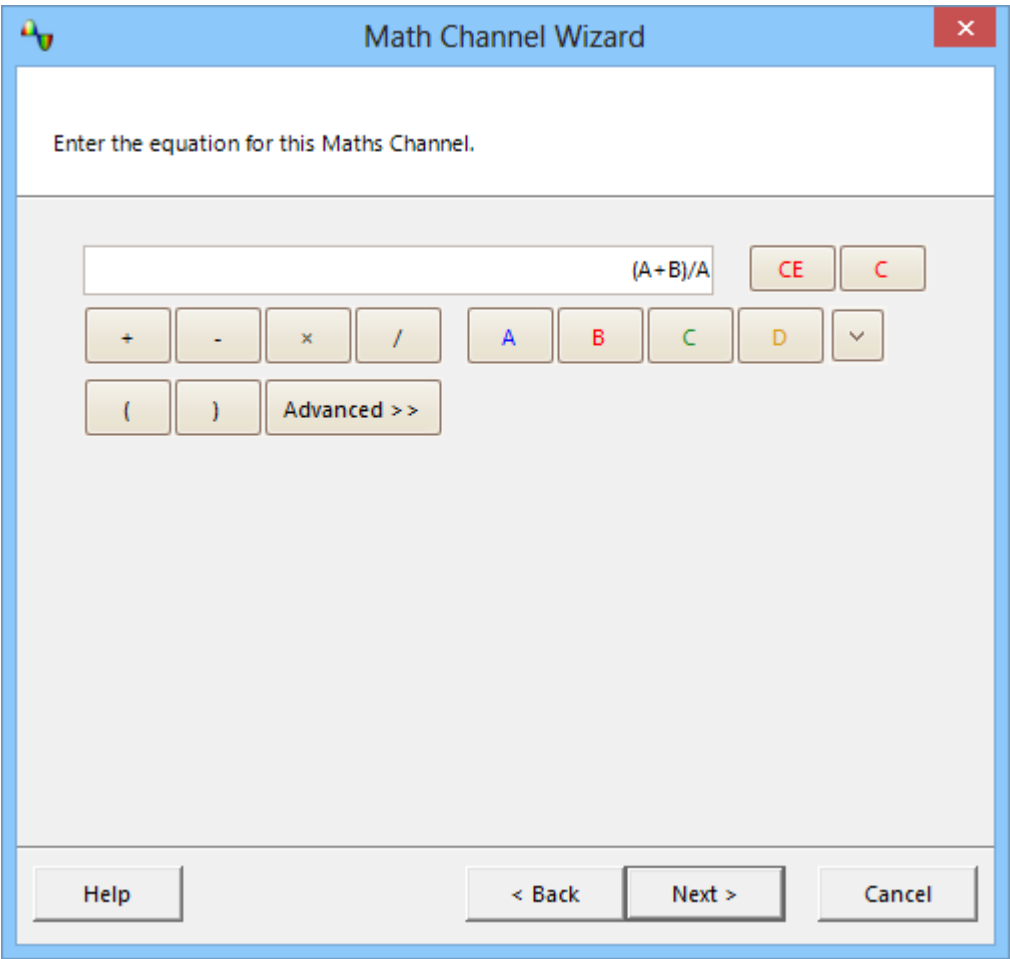 Math Channel Wizard
Enter the equation for this Maths Channel.
(A+B)/A CE C
+ - × / A B C D
( ) Advanced >>
Help < Back Next > Cancel